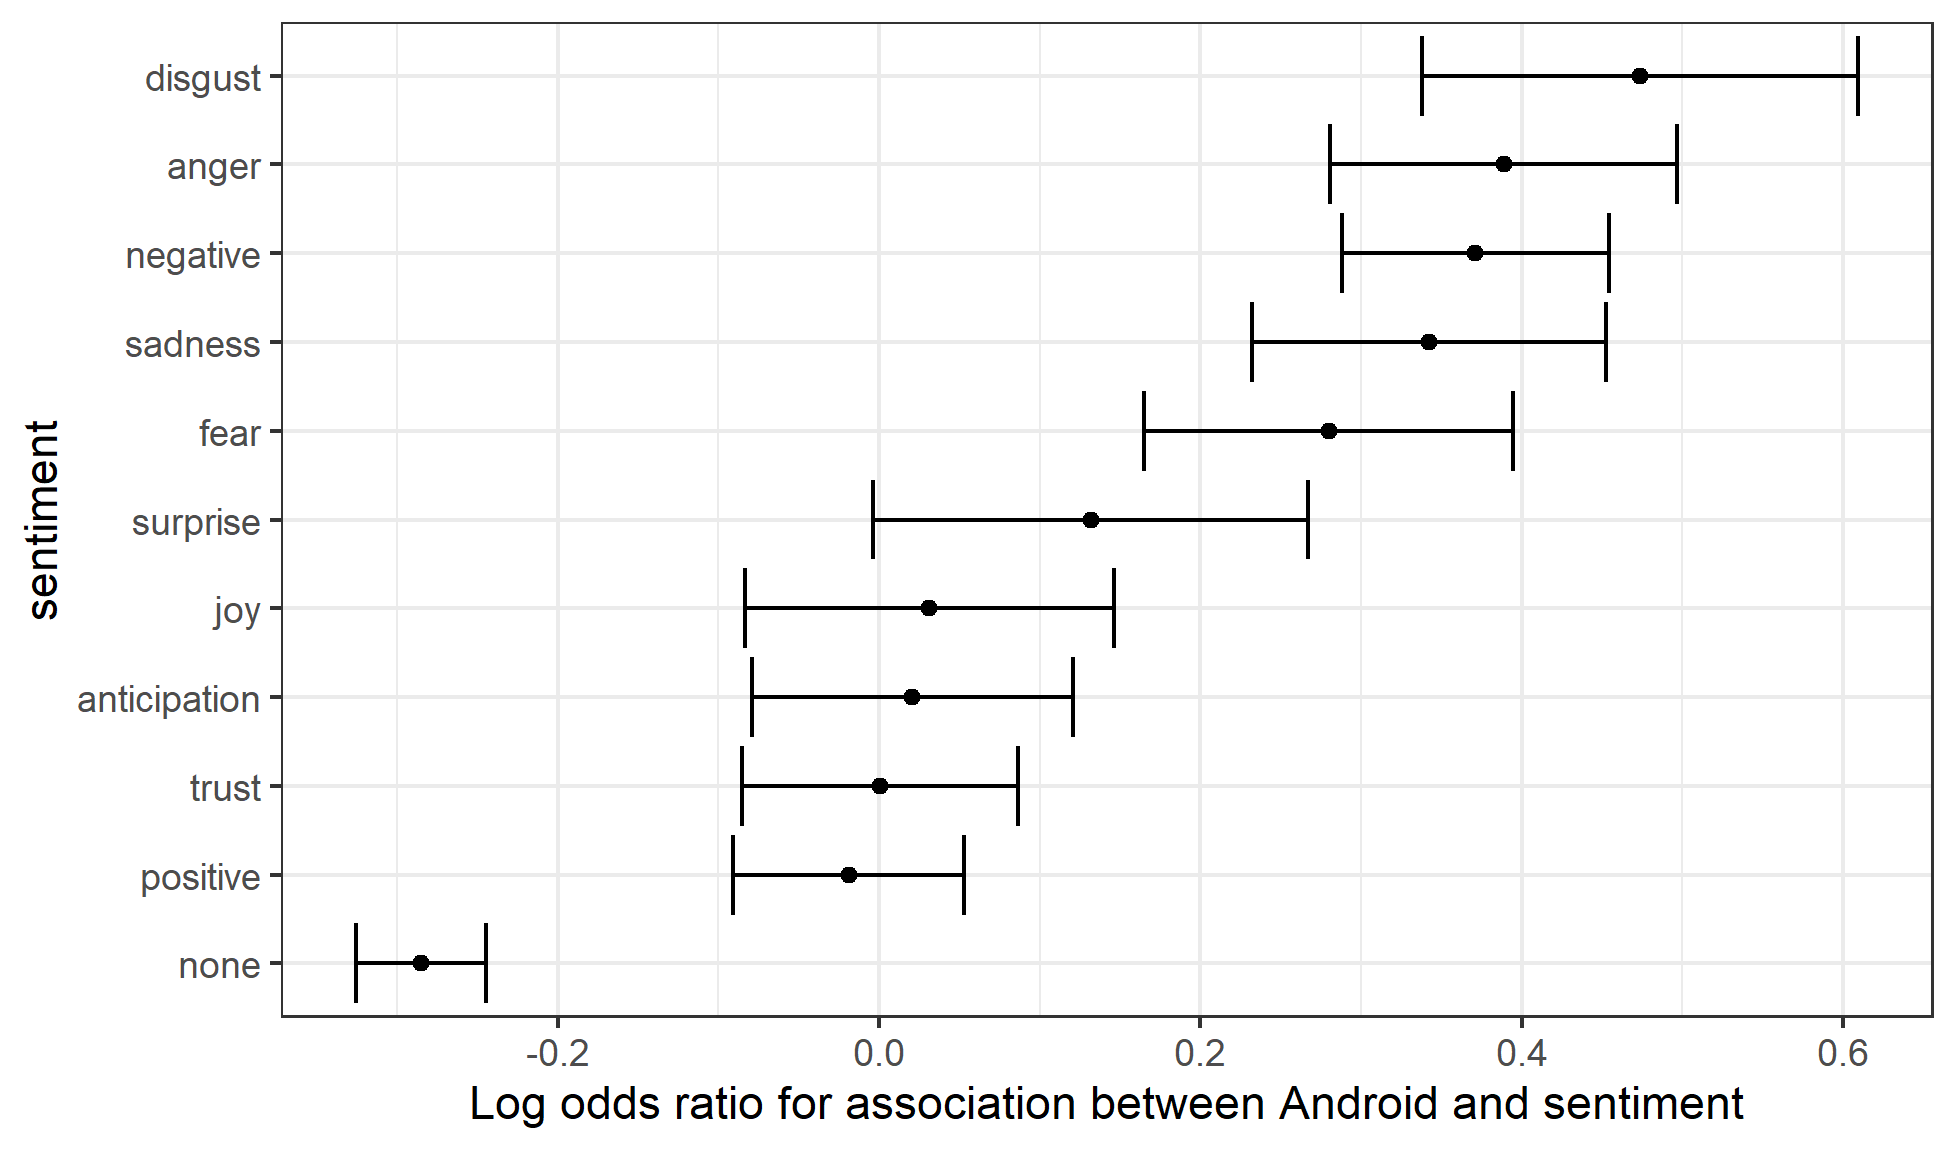 disgust
anger
negative
sadness
fear
surprise
joy
anticipation
trust
positive
none
sentiment
-0.2 0.0 0.2 0.4 0.6
Log odds ratio for association between Android and sentiment